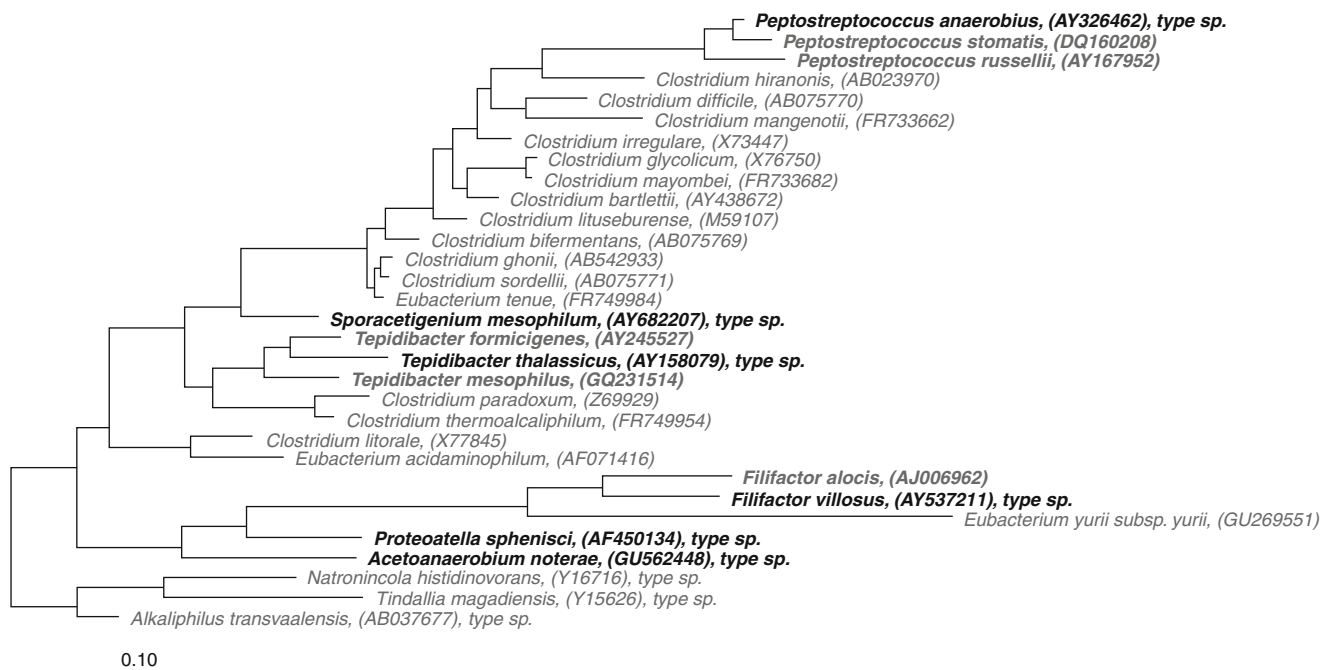 Peptostreptococcus anaerobius, (AY326462), type sp.
Peptostreptococcus stomatis, (DQ160208)
Peptostreptococcus russellii, (AY167952)
Clostridium hiranonis, (AB023970)
Clostridium difficile, (AB075770)
Clostridium mangenotii, (FR733662)
Clostridium irregulare, (X73447)
Clostridium glycolicum, (X76750)
Clostridium mayombei, (FR733682)
Clostridium bartlettii, (AY438672)
Clostridium lituseburense, (M59107)
Clostridium bifermentans, (AB075769)
Clostridium ghonii, (AB542933)
Clostridium sordellii, (AB075771)
Eubacterium tenue, (FR749984)
Sporacetigenium mesophilum, (AY682207), type sp.
Tepidibacter formicigenes, (AY245527)
Tepidibacter thalassicus, (AY158079), type sp.
Tepidibacter mesophilus, (GQ231514)
Clostridium paradoxum, (Z69929)
Clostridium thermoalcaliphilum, (FR749954)
Clostridium litorale, (X77845)
Eubacterium acidaminophilum, (AF071416)
Filifactor alocis, (AJ006962)
Filifactor villosus, (AY537211), type sp.
Eubacterium yurii subsp. yurii, (GU269551)
Proteoatella sphenisci, (AF450134), type sp.
Acetoanaerobium noterae, (GU562448), type sp.
Natronincola histidinovorans, (Y16716), type sp.
Tindallia magadiensis, (Y15626), type sp.
Alkaliphilus transvaalensis, (AB037677), type sp.
0.10